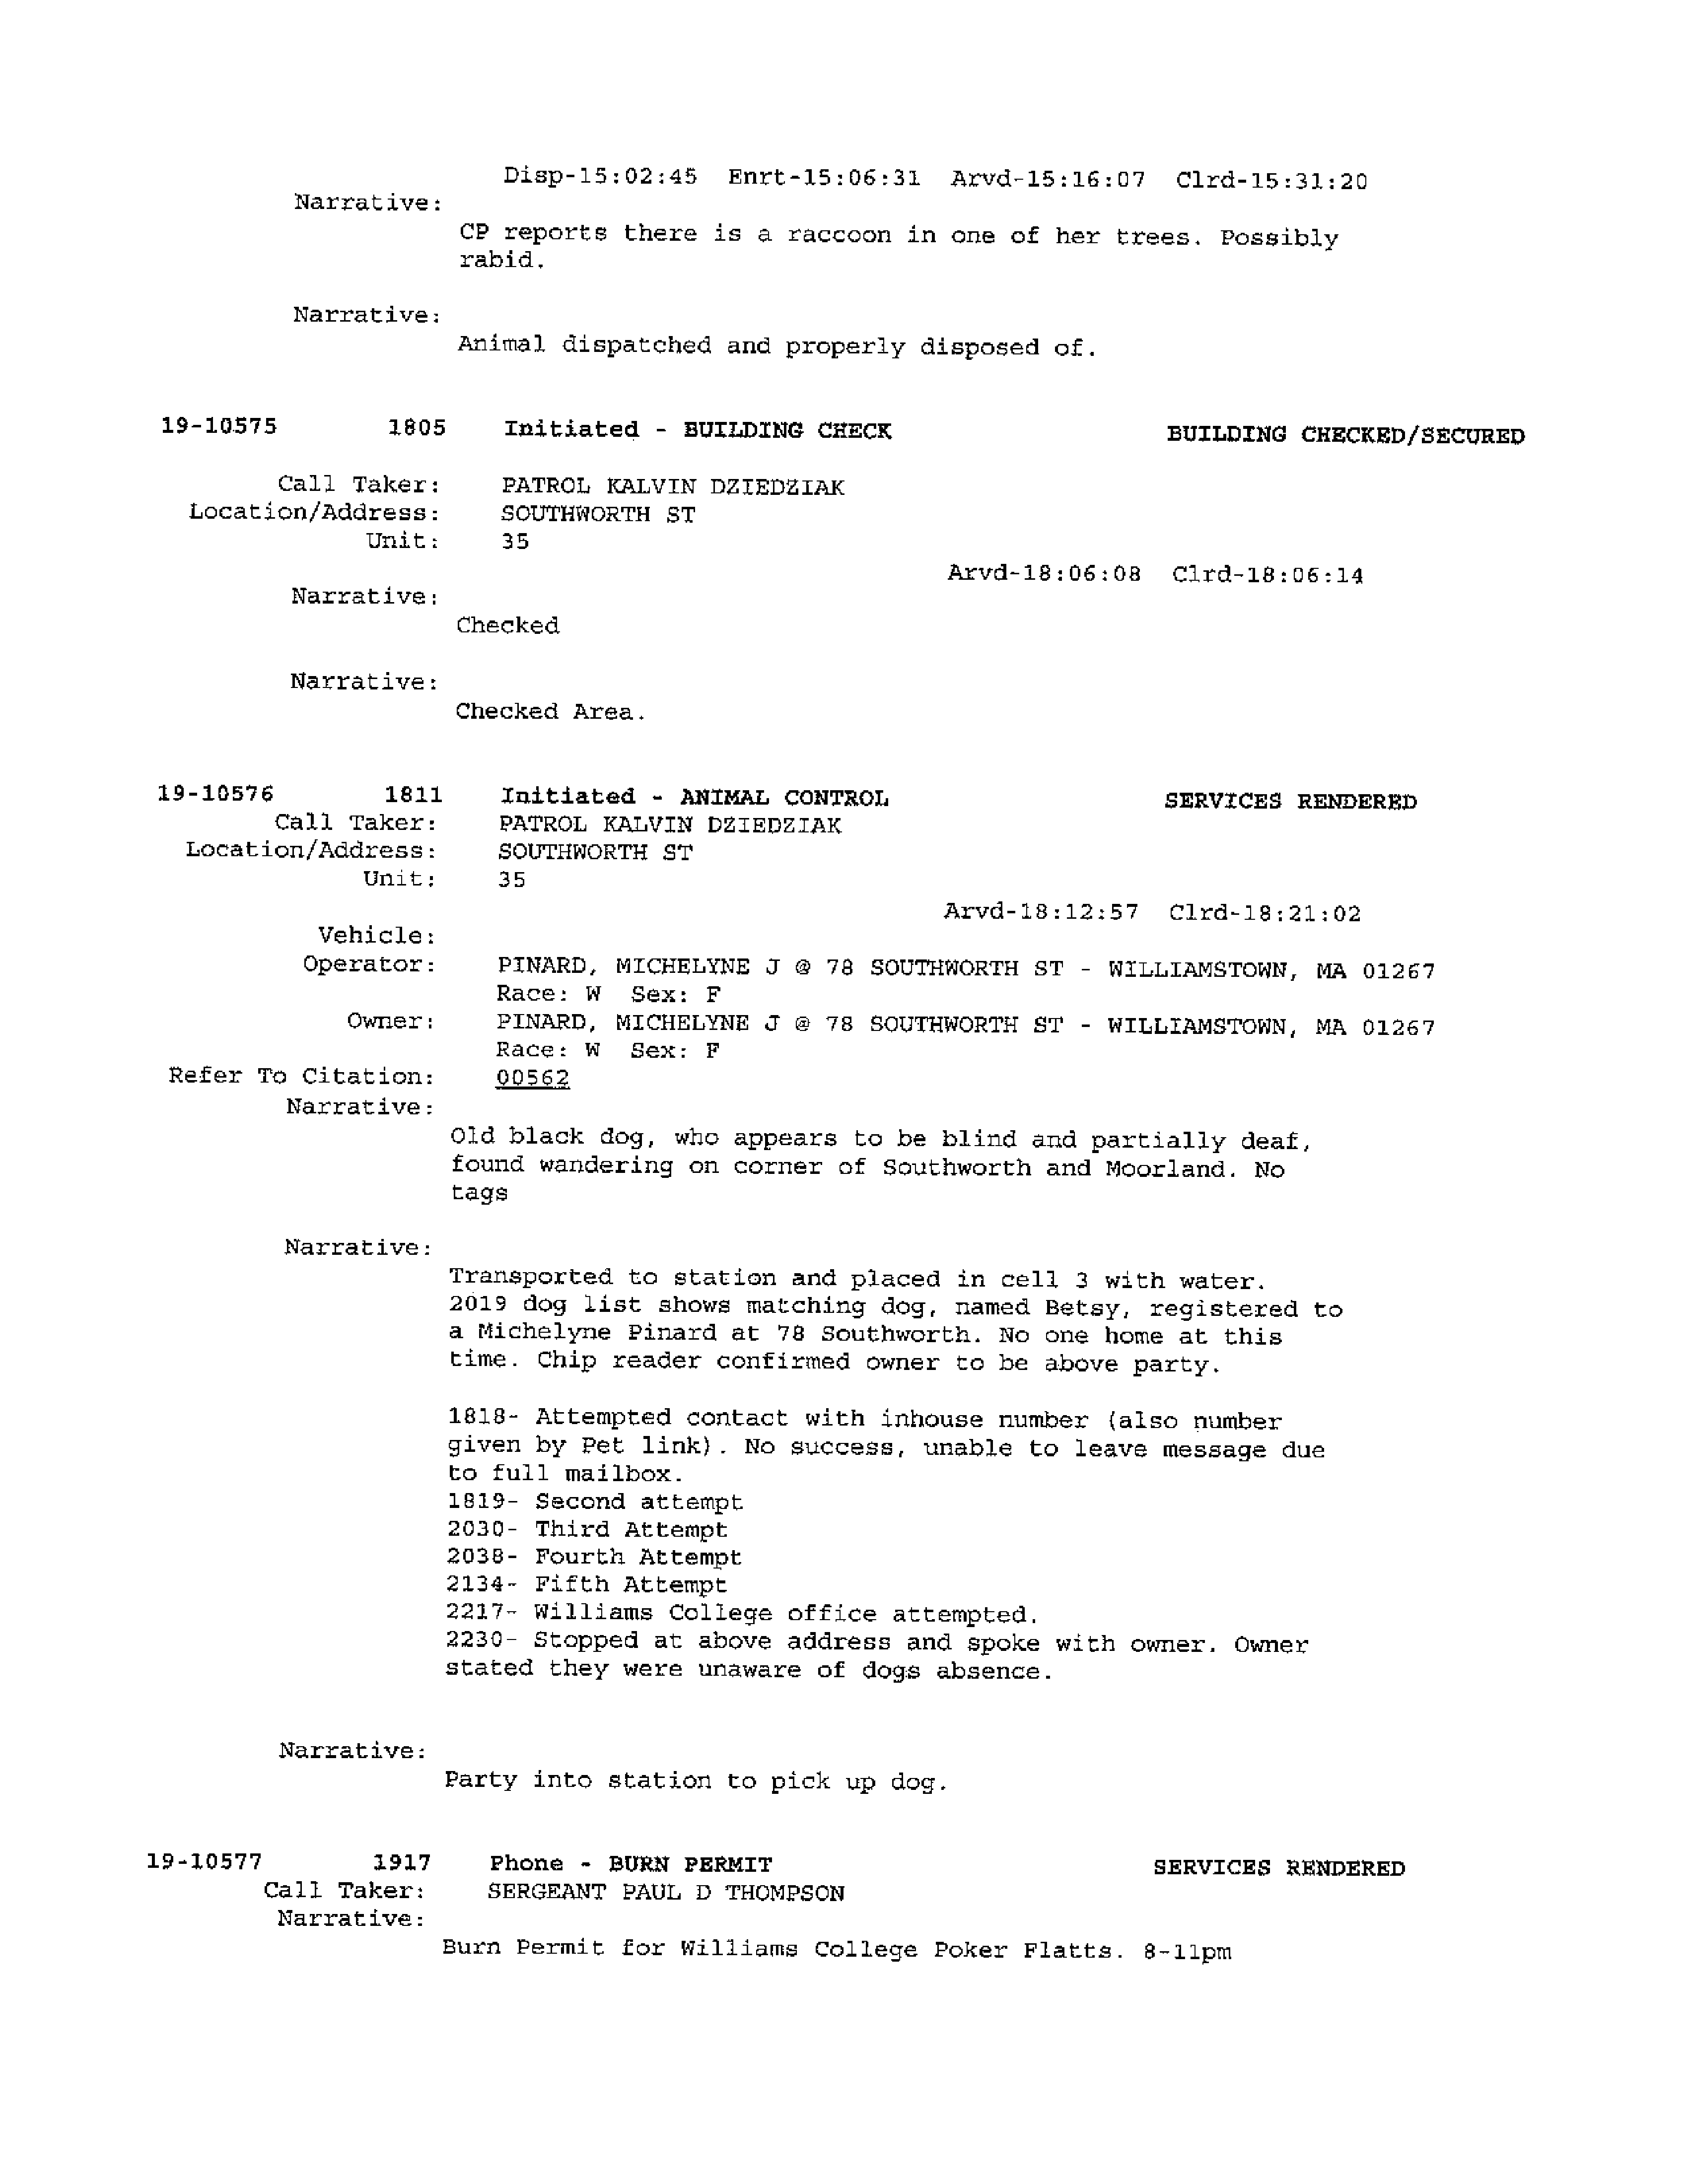 Disp-15:02:45 Enrt-15:06:31 Arvd-15:16:07 Clrd-15:31:20
Narrative:
CP reports there is a raccoon in one of her trees. Possibly
rabid.
Narrative:
Animal dispatched and properly disposed of.
19-10575 1805 Initiated - BUILDING CHECK BUILDING CHECKED/SECURED
Call Taker: PATROL KALVIN DZIEDZIAK
Location/Address: SOUTHWORTH ST
Unit: 35
Arvd-18:06:08 Clrd-18:06:14
Narrative:
Checked
Narrative:
Checked Area.
19-10576 1811 Initiated - ANIMAL CONTROL SERVICES RENDERED
Call Taker: PATROL KALVIN DZIEDZIAK
Location/Address: SOUTHWORTH ST
Unit: 35
Arvd-18:12:57 Clrd-18:21:02
Vehicle:
Operator: PINARD, MICHELYNE J @ 78 SOUTHWORTH ST - WILLIAMSTOWN, MA 01267
Race: W Sex: F
Owner: PINARD, MICHELYNE J @ 78 SOUTHWORTH ST - WILLIAMSTOWN, MA 01267
Race: W Sex: F
Refer To Citation: 00562
Narrative:
Old black dog, who appears to be blind and partially deaf,
found wandering on corner of Southworth and Moorland. No
tags
Narrative:
Transported to station and placed in cell 3 with water.
2019 dog list shows matching dog, named Betsy, registered to
a Michelyne Pinard at 78 Southworth. No one home at this
time. Chip reader confirmed owner to be above party.
1818- Attempted contact with inhouse number (also number
given by Pet link). No success, unable to leave message due
to full mailbox.
1819- Second attempt
2030- Third Attempt
2038- Fourth Attempt
2134- Fifth Attempt
2217- Williams College office attempted.
2230- Stopped at above address and spoke with owner. Owner
stated they were unaware of dogs absence.
Narrative:
Party into station to pick up dog.
19-10577 1917 Phone - BURN PERMIT SERVICES RENDERED
Call Taker: SERGEANT PAUL D THOMPSON
Narrative:
Burn Permit for Williams College Poker Flatts. 8-11pm